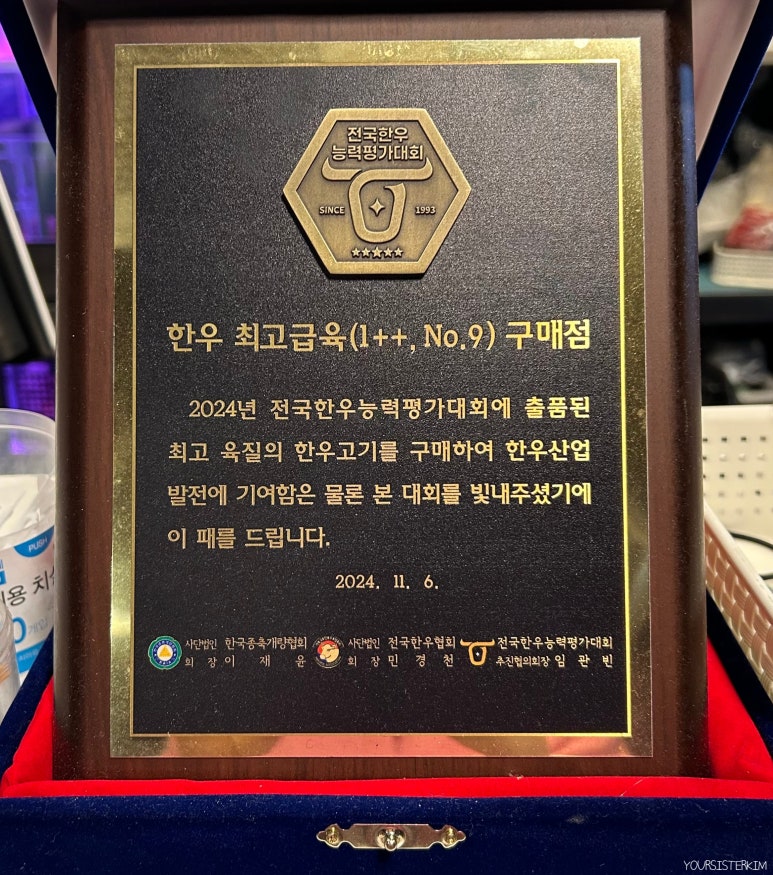 전국한우
능력평가대회
SINCE 1993
한우 최고급육(1++, No.9) 구매점
2024년 전국한우능력평가대회에 출품된
최고 육질의 한우고기를 구매하여 한우산업
발전에 기여함은 물론 본 대회를 빛내주셨기에
이 패를 드립니다.
2024. 11. 6.
사단법인 한국종축개량협회 사단법인 전국한우협회 전국한우능력평가대회
회장 이재윤 회장 민경천 추진협의회장 임관빈
PUSH
용 치실
YOURSISTERKIM